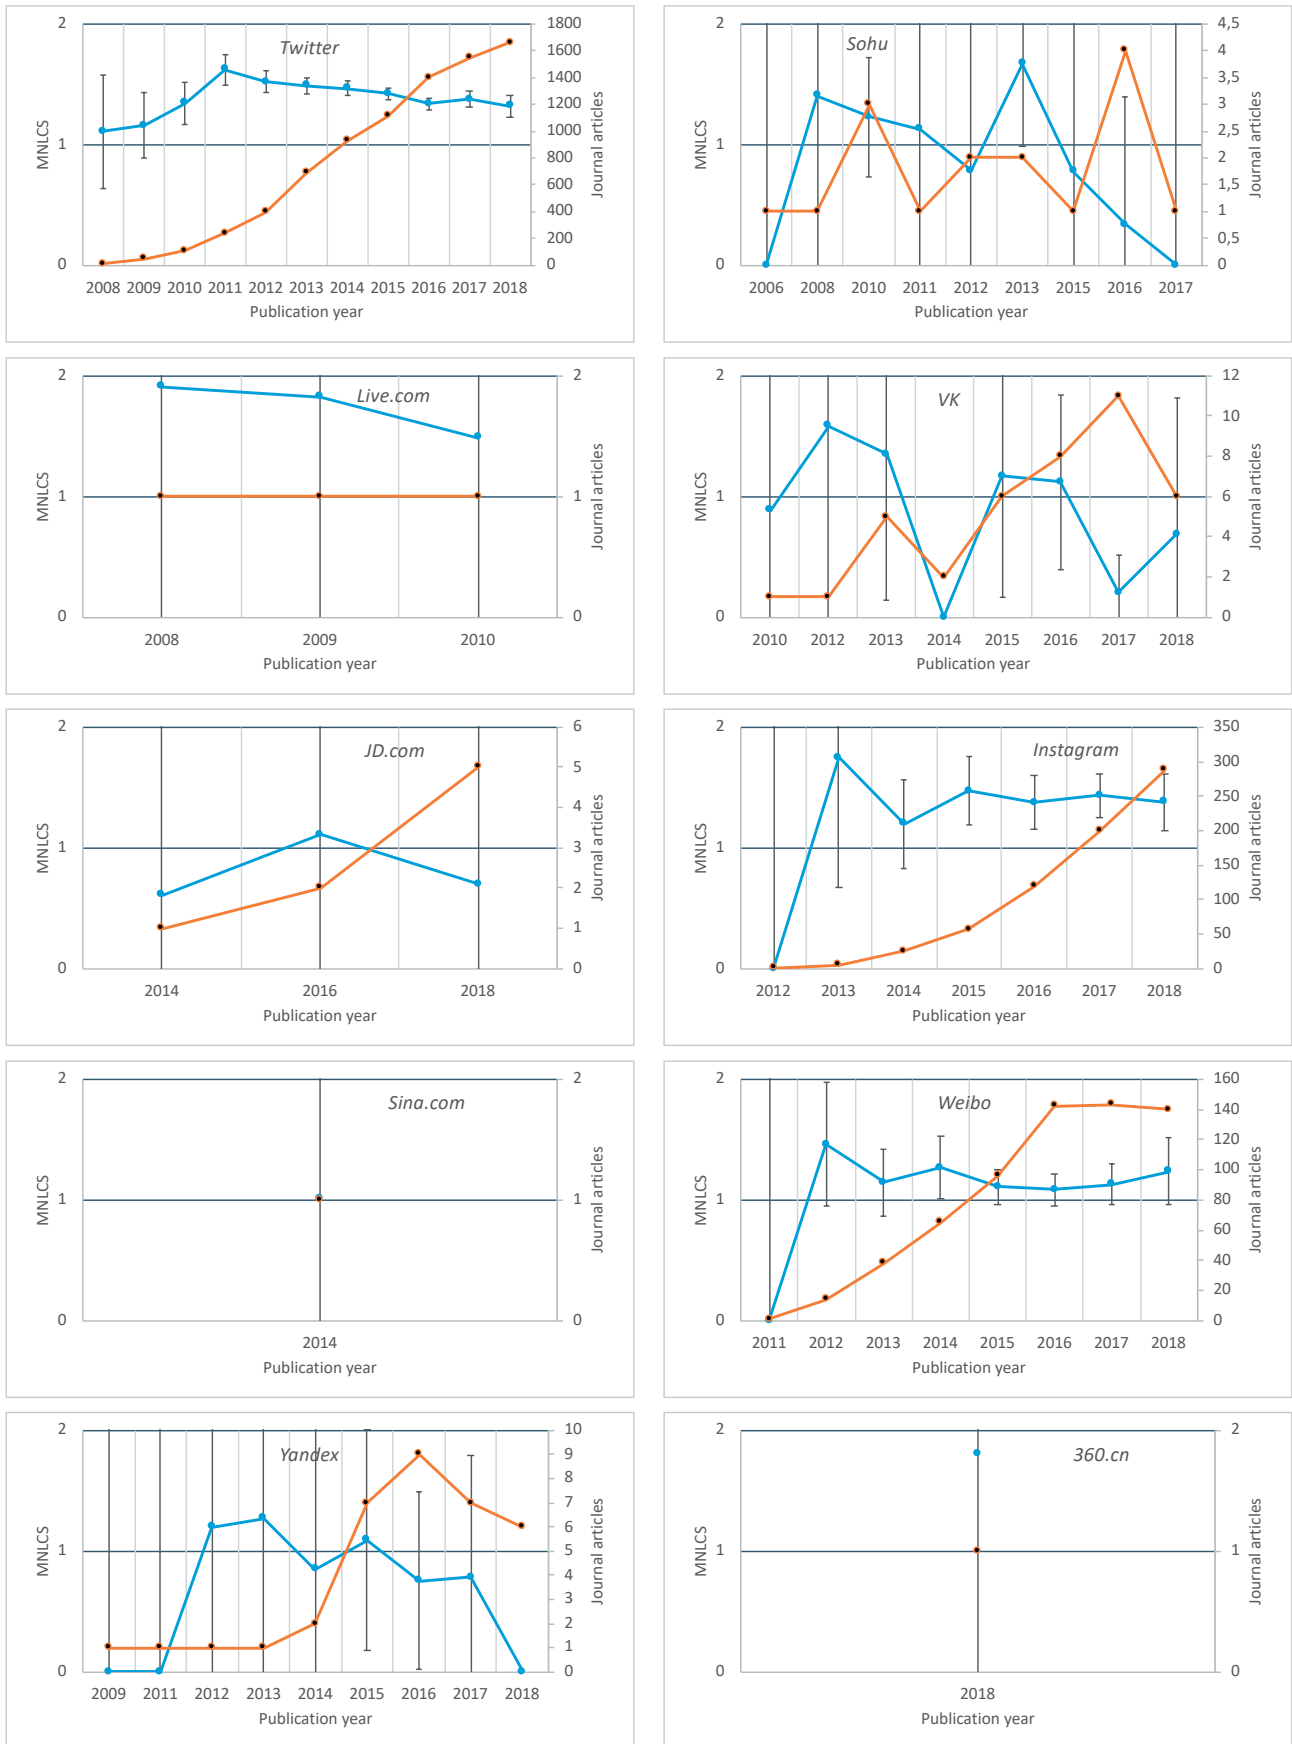 Twitter
MNLCS
Journal articles
2
1
0
1800
1600
1400
1200
1000
800
600
400
200
0
2008 2009 2010 2011 2012 2013 2014 2015 2016 2017 2018
Publication year
Sohu
MNLCS
Journal articles
2
1
0
4,5
4
3,5
3
2,5
2
1,5
1
0,5
0
2006 2008 2010 2011 2012 2013 2015 2016 2017
Publication year
Live.com
MNLCS
Journal articles
2
1
0
2
1
0
2008 2009 2010
Publication year
VK
MNLCS
Journal articles
2
1
0
12
10
8
6
4
2
0
2010 2012 2013 2014 2015 2016 2017 2018
Publication year
JD.com
MNLCS
Journal articles
2
1
0
6
5
4
3
2
1
0
2014 2016 2018
Publication year
Instagram
MNLCS
Journal articles
2
1
0
350
300
250
200
150
100
50
0
2012 2013 2014 2015 2016 2017 2018
Publication year
Sina.com
MNLCS
Journal articles
2
1
0
2
1
0
2014
Publication year
Weibo
MNLCS
Journal articles
2
1
0
160
140
120
100
80
60
40
20
0
2011 2012 2013 2014 2015 2016 2017 2018
Publication year
Yandex
MNLCS
Journal articles
2
1
0
10
9
8
7
6
5
4
3
2
1
0
2009 2011 2012 2013 2014 2015 2016 2017 2018
Publication year
360.cn
MNLCS
Journal articles
2
1
0
2
1
0
2018
Publication year